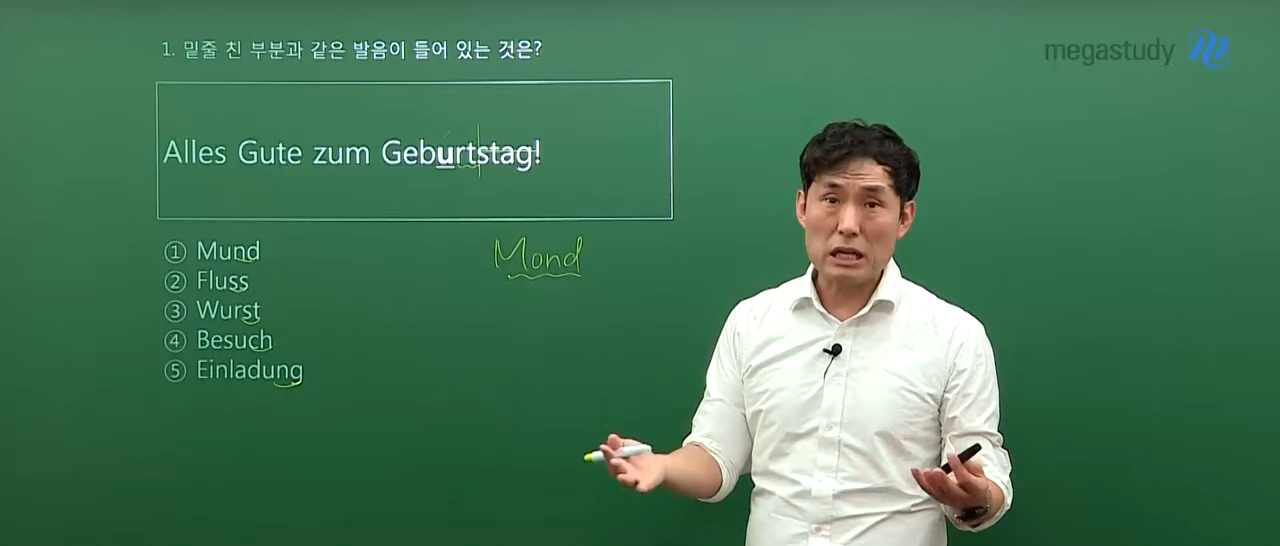 1. 밑줄 친 부분과 같은 발음이 들어 있는 것은?
megastudy
Alles Gute zum Geburtstag!
① Mund
Mond
② Fluss
③ Wurst
④ Besuch
⑤ Einladung